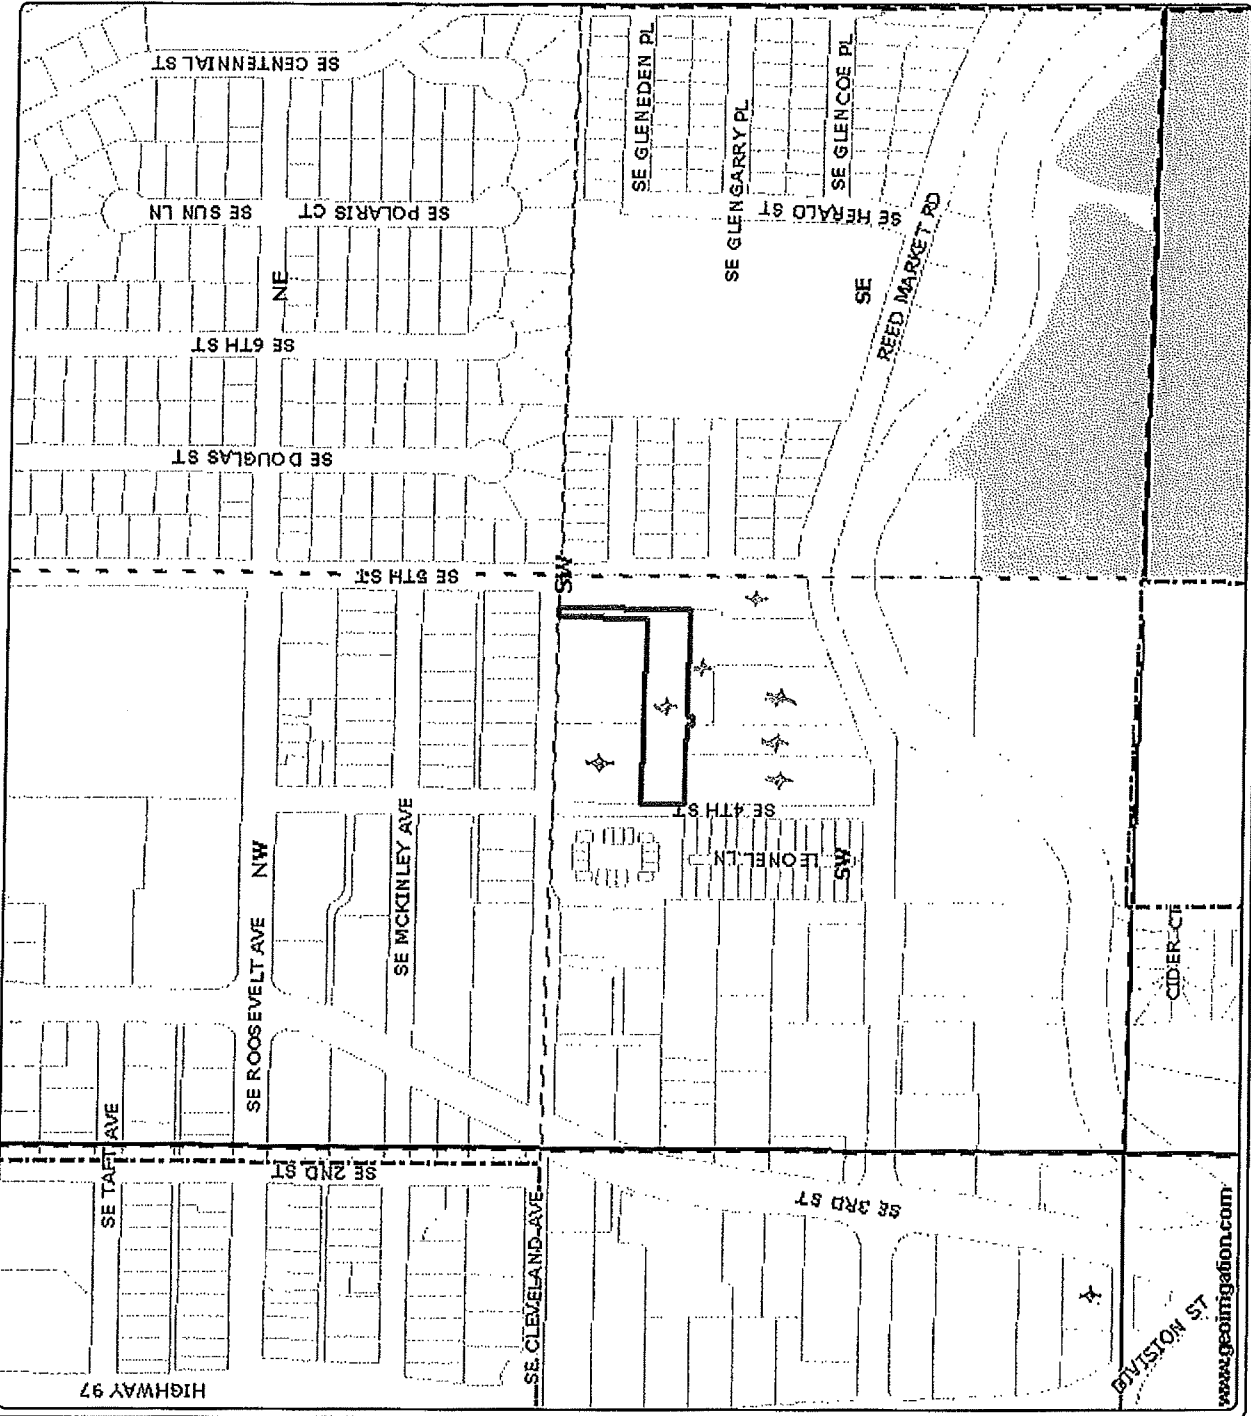 SE CENTENNIAL ST
SE GLENEDEN PL
SE GLENGARRY PL
SE GLENCOE PL
SE SUN LN
SE POLARIS CT
SE HERALD ST
NE
SE
REED MARKET RD
SE 6TH ST
SE DOUGLAS ST
SE 5TH ST
SW
SE 4TH ST
LEONEL LN
SW
SE MCKINLEY AVE
NW
SE ROOSEVELT AVE
CIDER CT
SE TAFT AVE
SE 2ND ST
SE 3RD ST
SE CLEVELAND AVE
HIGHWAY 97
DIVISION ST
www.geoirrigation.com